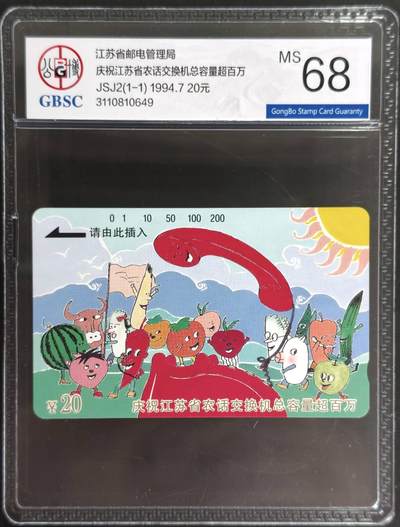 江苏省邮电管理局
庆祝江苏省农话交换机总容量超百万
JSJ2(1-1) 1994.7 20元
3110810649
GBSC
MS 68
GongBo Stamp Card Guaranty
0 1 10 50 100 200
请由此插入
¥20
庆祝江苏省农话交换机总容量超百万